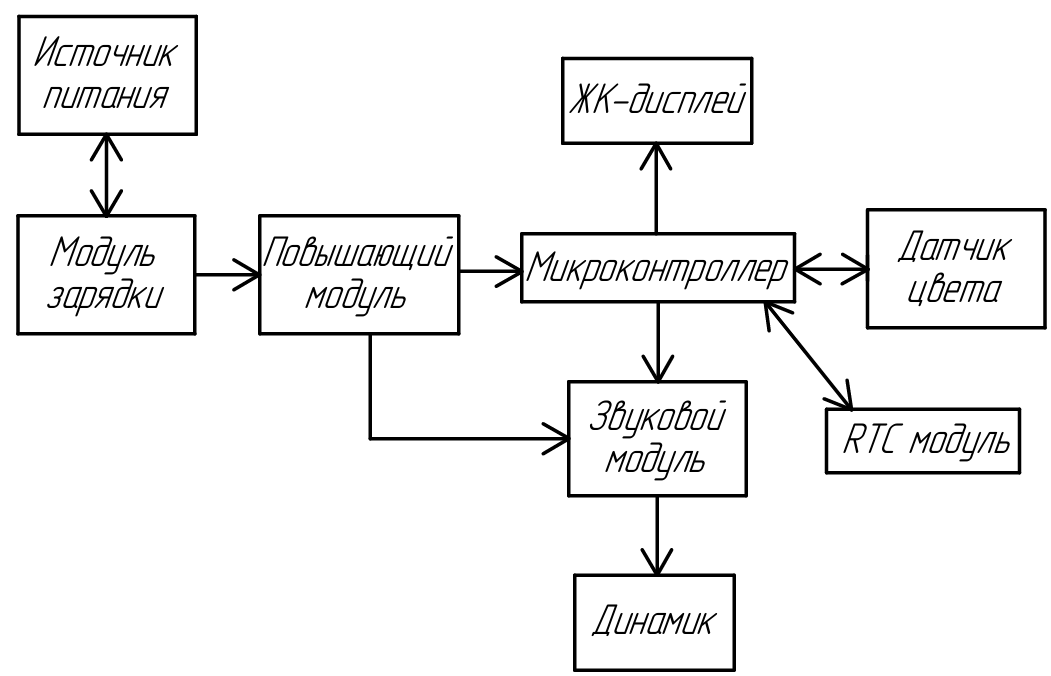 Источник
питания
ЖК-дисплей
Модуль
зарядки
Повышающий
модуль
Микроконтроллер
Датчик
цвета
Звуковой
модуль
RTC модуль
Динамик